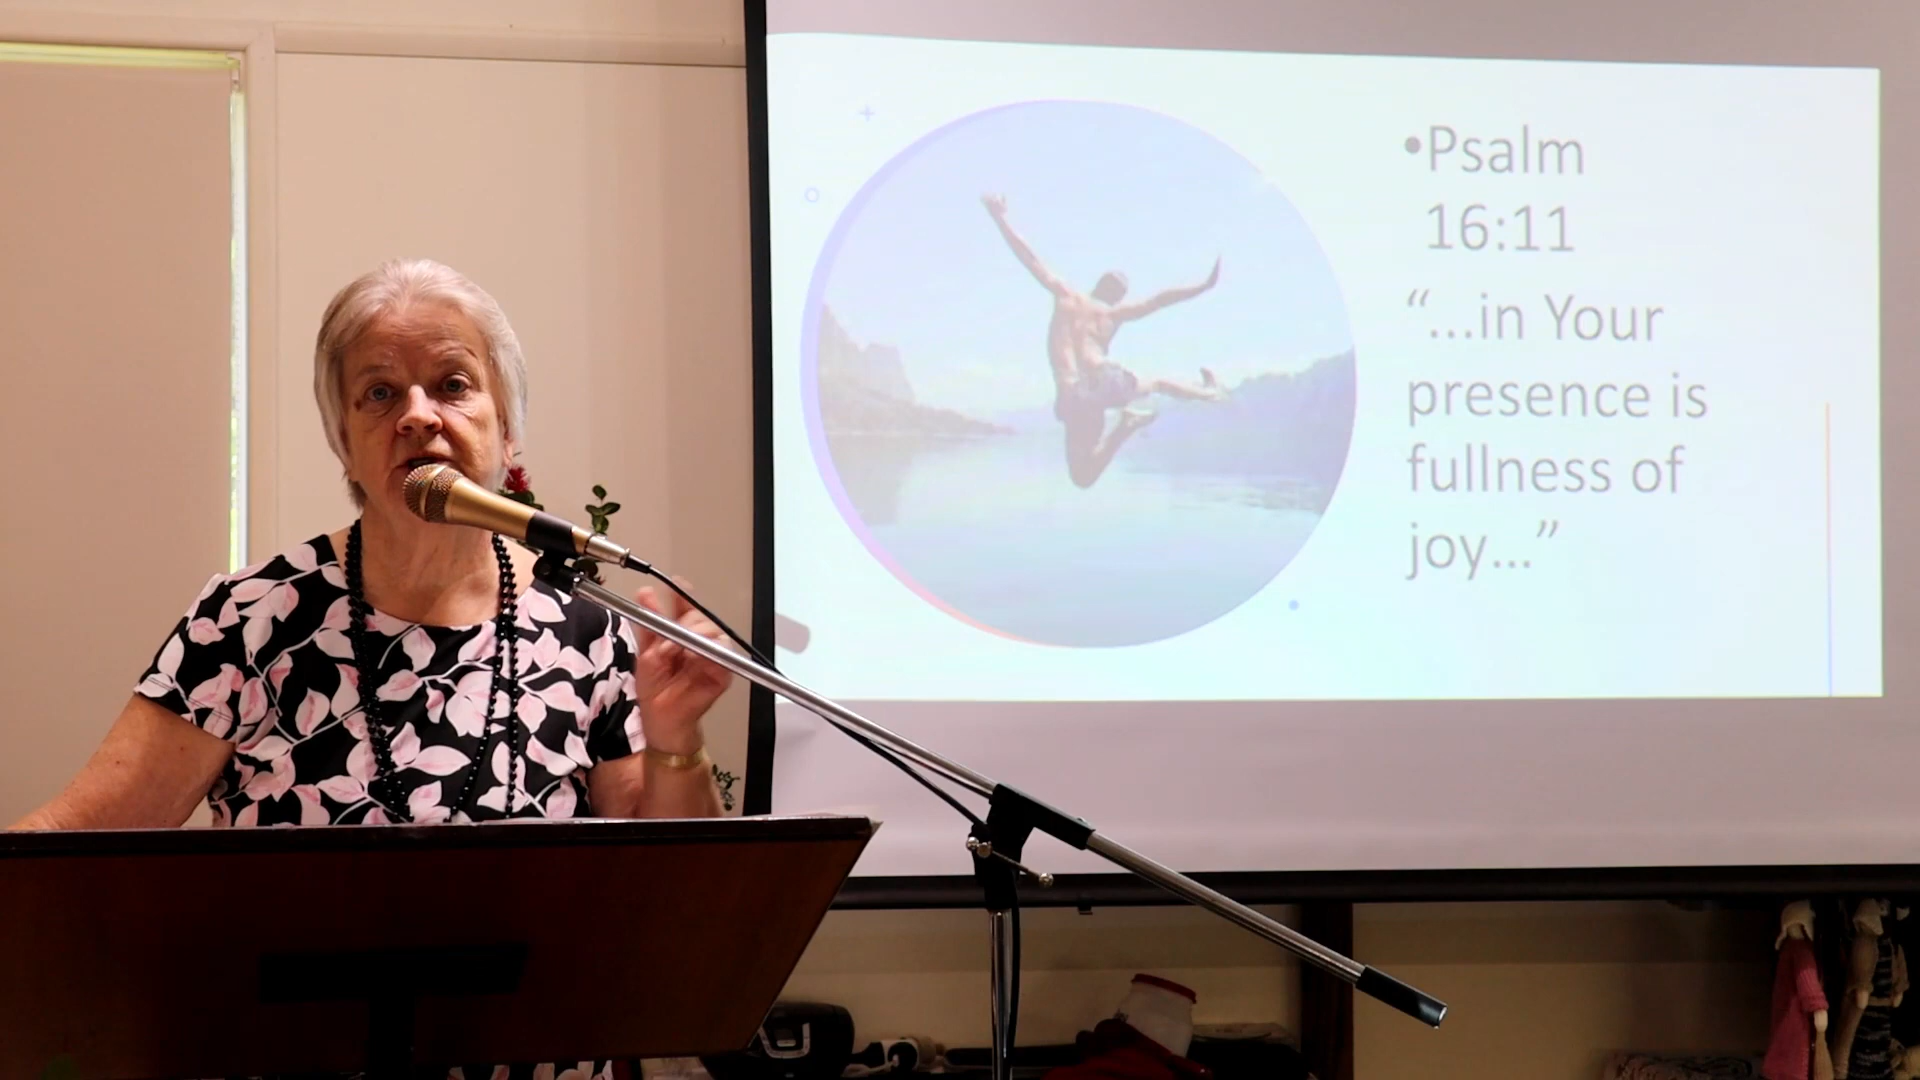 •Psalm
16:11
“...in Your
presence is
fullness of
joy...”